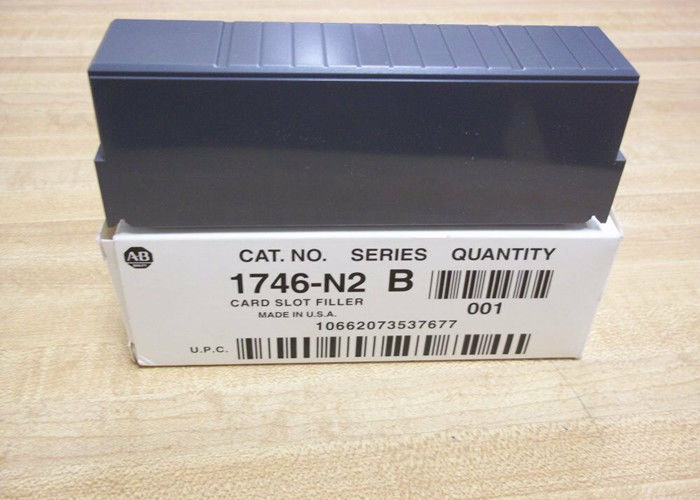 AB
CAT. NO. SERIES QUANTITY
1746-N2 B
CARD SLOT FILLER
001
MADE IN U.S.A.
10662073537677
U.P.C.